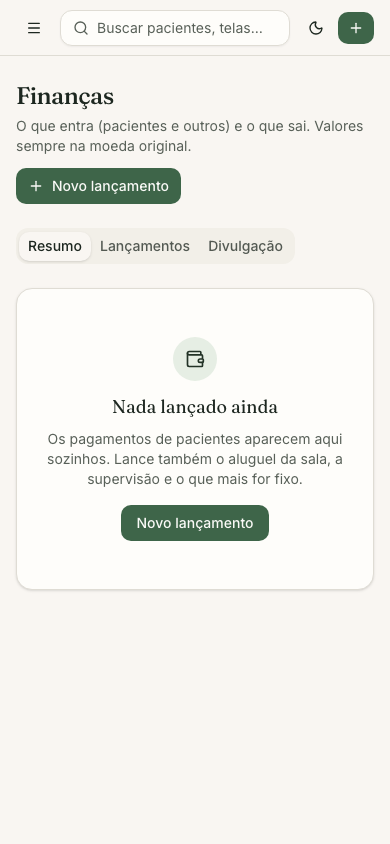 Buscar pacientes, telas...
Finanças
O que entra (pacientes e outros) e o que sai. Valores
sempre na moeda original.
Novo lançamento
Resumo
Lançamentos
Divulgação
Nada lançado ainda
Os pagamentos de pacientes aparecem aqui
sozinhos. Lance também o aluguel da sala, a
supervisão e o que mais for fixo.
Novo lançamento